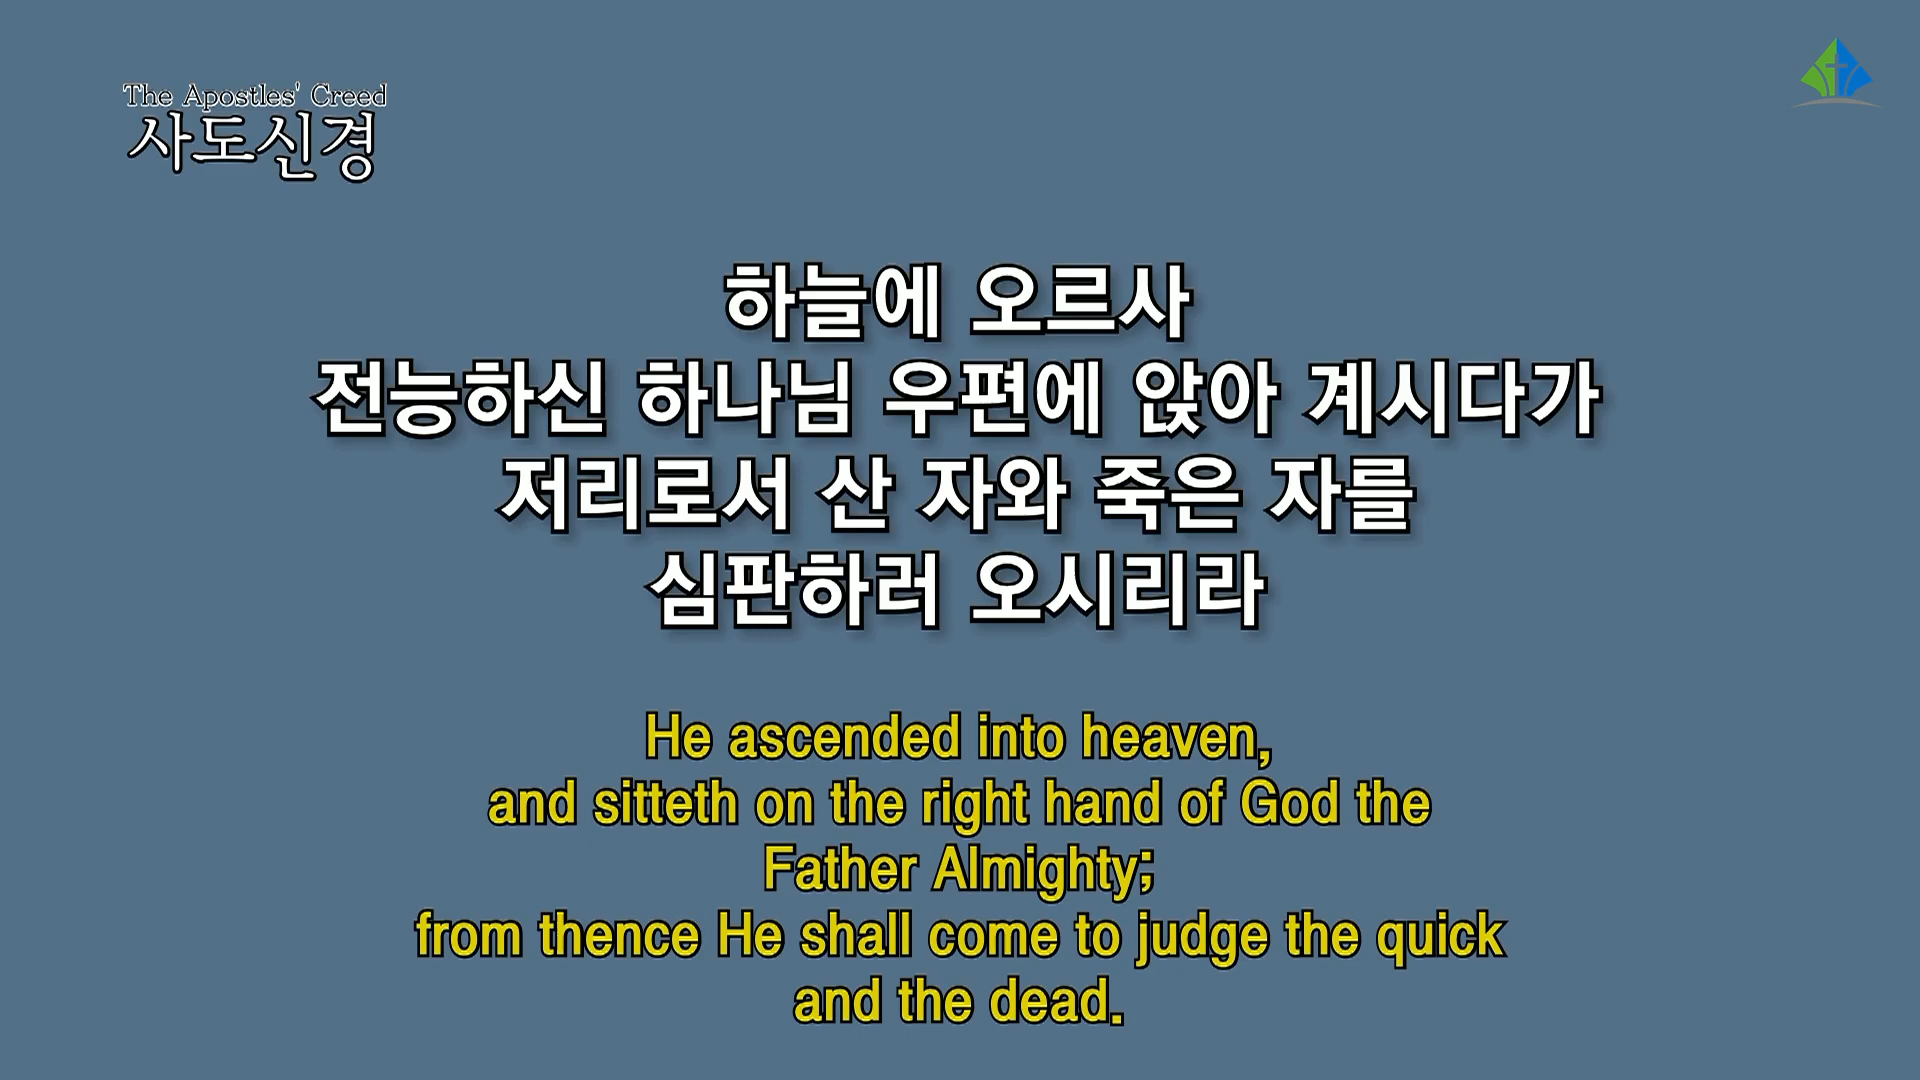 The Apostles' Creed
사도신경
하늘에 오르사
전능하신 하나님 우편에 앉아 계시다가
저리로서 산 자와 죽은 자를
심판하러 오시리라
He ascended into heaven,
and sitteth on the right hand of God the
Father Almighty;
from thence He shall come to judge the quick
and the dead.